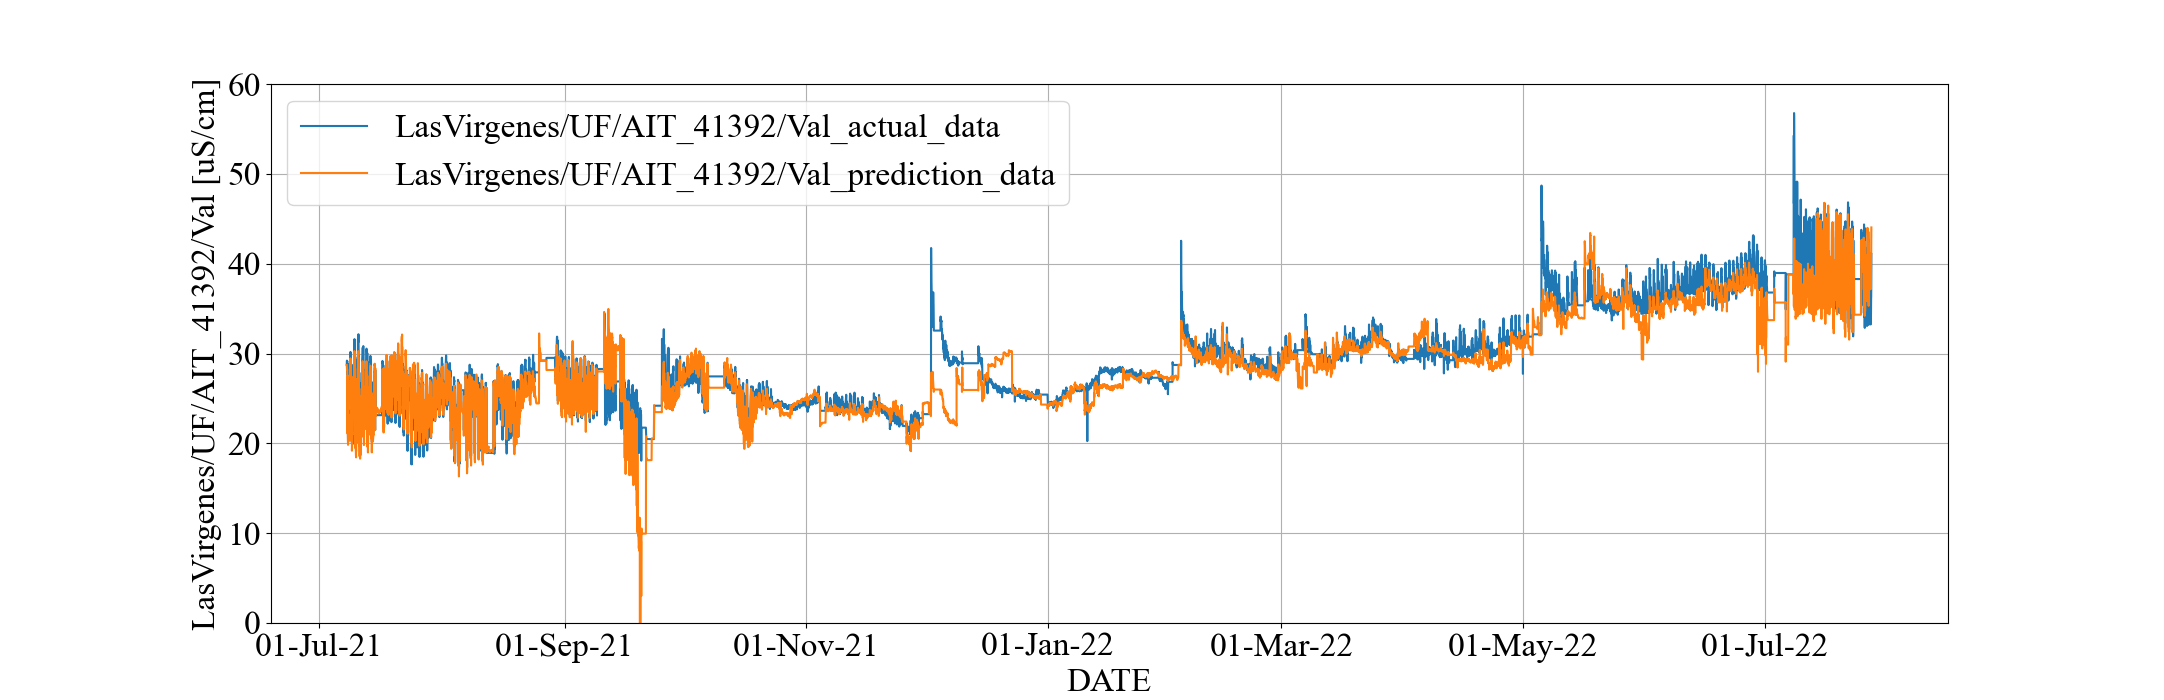 LasVirgenes/UF/AIT_41392/Val [uS/cm]
60
50
40
30
20
10
0
LasVirgenes/UF/AIT_41392/Val_actual_data
LasVirgenes/UF/AIT_41392/Val_prediction_data
01-Jul-21 01-Sep-21 01-Nov-21 01-Jan-22 01-Mar-22 01-May-22 01-Jul-22
DATE